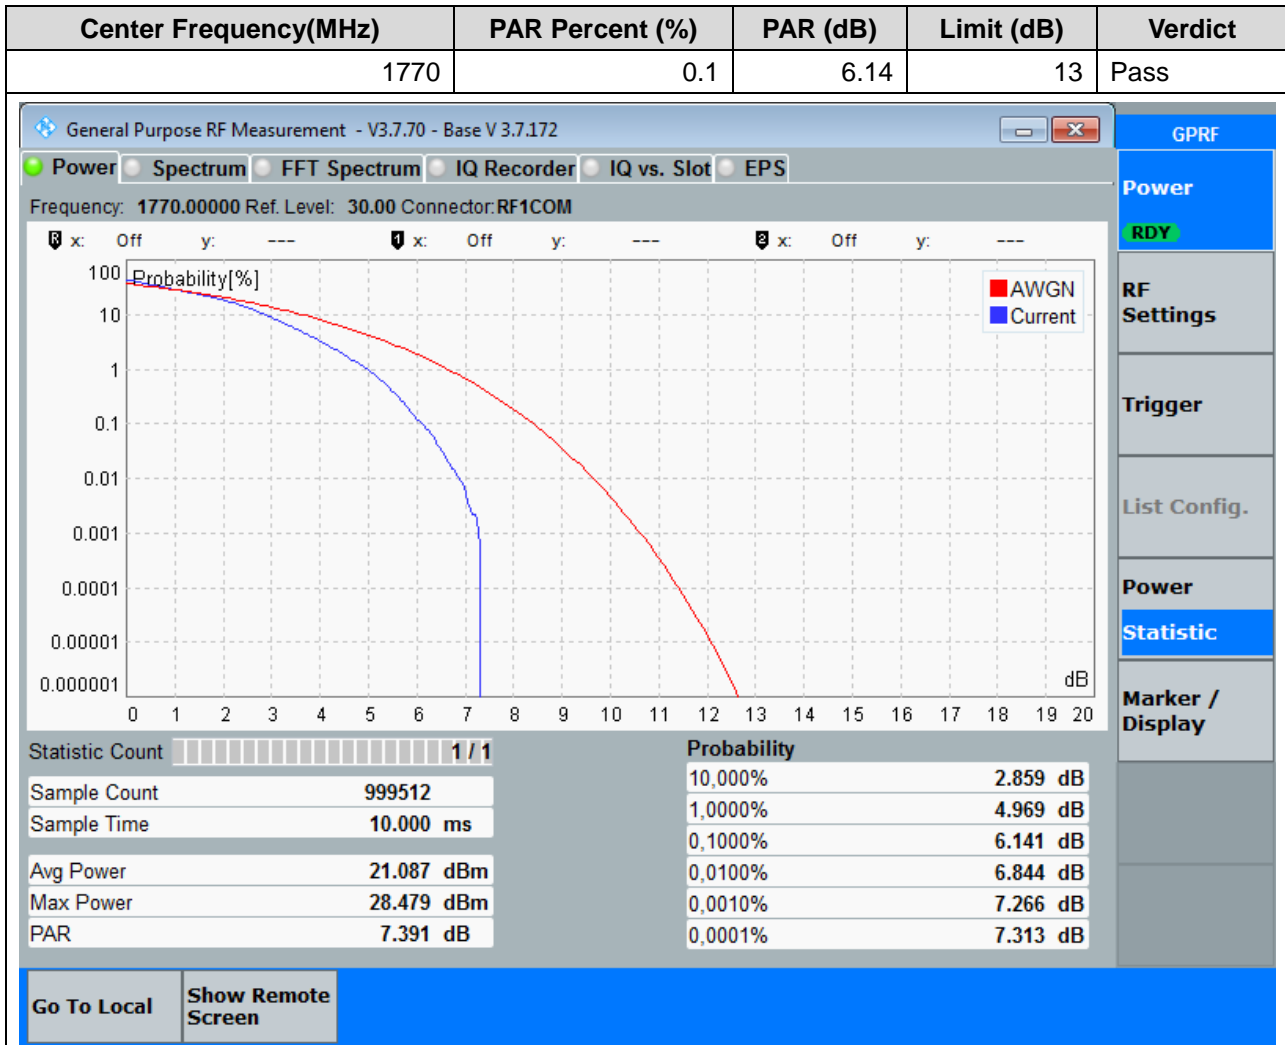 Center Frequency(MHz) PAR Percent (%) PAR (dB) Limit (dB) Verdict
1770 0.1 6.14 13 Pass
General Purpose RF Measurement - V3.7.70 - Base V 3.7.172
GPRF
Power Spectrum FFT Spectrum IQ Recorder IQ vs. Slot EPS
Power
RDY
Frequency: 1770.00000 Ref. Level: 30.00 Connector:RF1COM
R x: Off y: --- 1 x: Off y: --- 2 x: Off y: ---
Probability[%]
AWGN
Current
100
10
1
0.1
0.01
0.001
0.0001
0.00001
0.000001
dB
0 1 2 3 4 5 6 7 8 9 10 11 12 13 14 15 16 17 18 19 20
RF
Settings
Trigger
List Config.
Power
Statistic
Marker /
Display
Statistic Count 1 / 1
Sample Count 999512
Sample Time 10.000 ms
Avg Power 21.087 dBm
Max Power 28.479 dBm
PAR 7.391 dB
Probability
10,000% 2.859 dB
1,0000% 4.969 dB
0,1000% 6.141 dB
0,0100% 6.844 dB
0,0010% 7.266 dB
0,0001% 7.313 dB
Go To Local
Show Remote
Screen